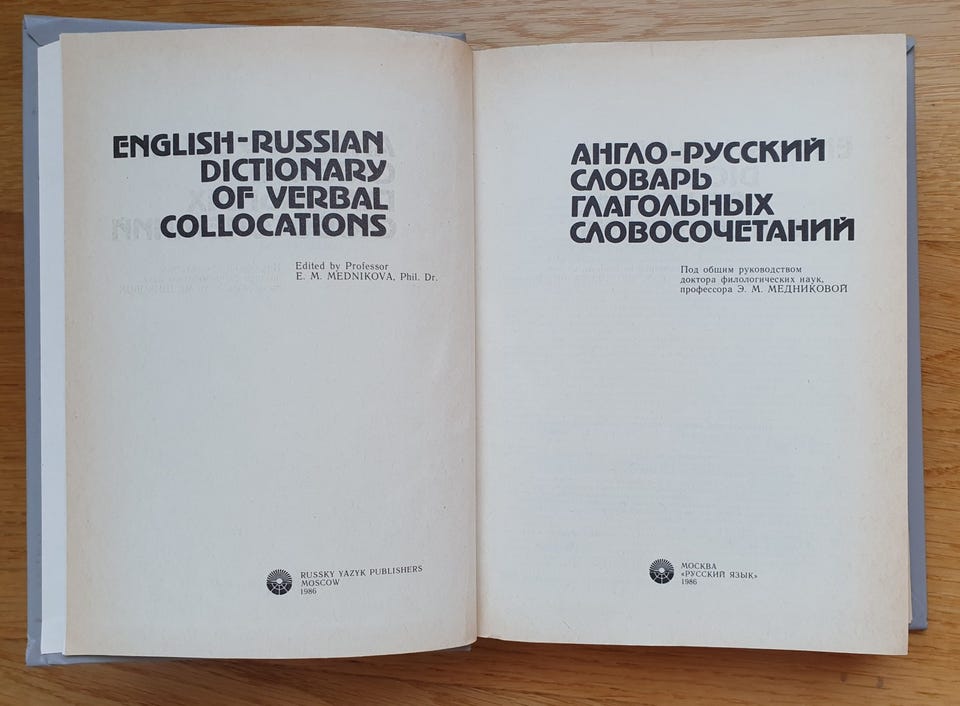 ENGLISH-RUSSIAN
DICTIONARY
OF VERBAL
COLLOCATIONS
Edited by Professor
E. M. MEDNIKOVA, Phil. Dr.
RUSSKY YAZYK PUBLISHERS
MOSCOW
1986
АНГЛО-РУССКИЙ
СЛОВАРЬ
ГЛАГОЛЬНЫХ
СЛОВОСОЧЕТАНИЙ
Под общим руководством
доктора филологических наук,
профессора Э. М. МЕДНИКОВОЙ
МОСКВА
«РУССКИЙ ЯЗЫК»
1986